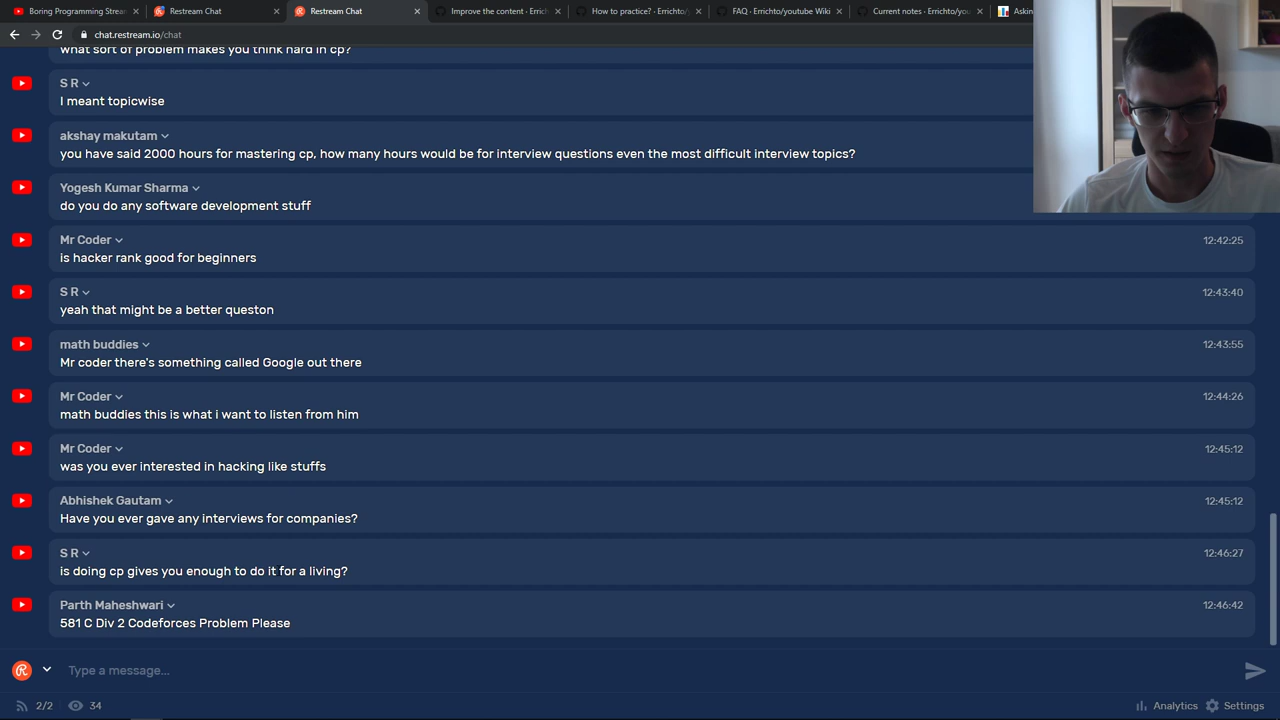 Boring Programming Stream
Restream Chat
Restream Chat
Improve the content · Errich
How to practice? · Errichto/yo
FAQ · Errichto/youtube Wiki
Current notes · Errichto/you
Askin
chat.restream.io/chat
what sort of problem makes you think hard in cp?
S R
I meant topicwise
akshay makutam
you have said 2000 hours for mastering cp, how many hours would be for interview questions even the most difficult interview topics?
Yogesh Kumar Sharma
do you do any software development stuff
Mr Coder
12:42:25
is hacker rank good for beginners
S R
12:43:40
yeah that might be a better queston
math buddies
12:43:55
Mr coder there's something called Google out there
Mr Coder
12:44:26
math buddies this is what i want to listen from him
Mr Coder
12:45:12
was you ever interested in hacking like stuffs
Abhishek Gautam
12:45:12
Have you ever gave any interviews for companies?
S R
12:46:27
is doing cp gives you enough to do it for a living?
Parth Maheshwari
12:46:42
581 C Div 2 Codeforces Problem Please
Type a message...
2/2
34
Analytics
Settings